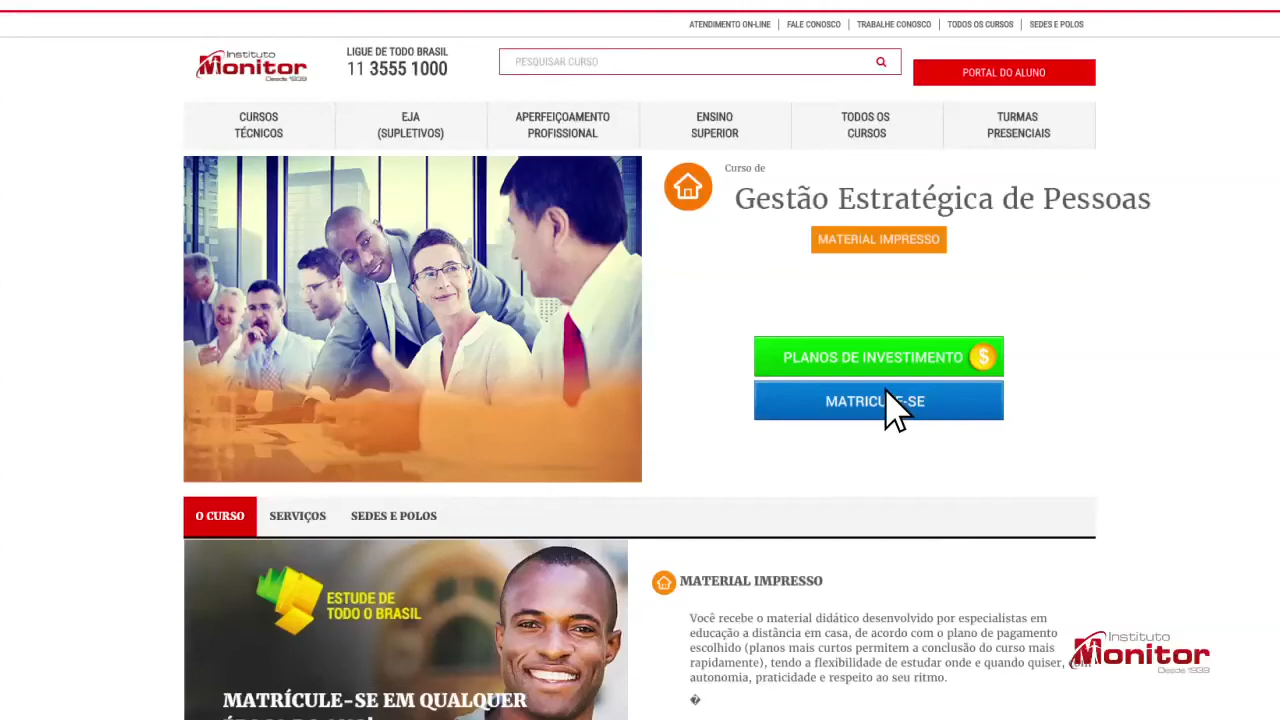 ATENDIMENTO ON-LINE | FALE CONOSCO | TRABALHE CONOSCO | TODOS OS CURSOS | SEDES E POLOS
Instituto
Monitor
Desde 1939
LIGUE DE TODO BRASIL
11 3555 1000
PESQUISAR CURSO
PORTAL DO ALUNO
CURSOS
TÉCNICOS
EJA
(SUPLETIVOS)
APERFEIÇOAMENTO
PROFISSIONAL
ENSINO
SUPERIOR
TODOS OS
CURSOS
TURMAS
PRESENCIAIS
Curso de
Gestão Estratégica de Pessoas
MATERIAL IMPRESSO
PLANOS DE INVESTIMENTO $
MATRICULE-SE
O CURSO SERVIÇOS SEDES E POLOS
ESTUDE DE
TODO O BRASIL
MATRÍCULE-SE EM QUALQUER
MATERIAL IMPRESSO
Você recebe o material didático desenvolvido por especialistas em
educação a distância em casa, de acordo com o plano de pagamento
escolhido (planos mais curtos permitem a conclusão do curso mais
rapidamente), tendo a flexibilidade de estudar onde e quando quiser, com
autonomia, praticidade e respeito ao seu ritmo.
�
Instituto
Monitor
Desde 1939